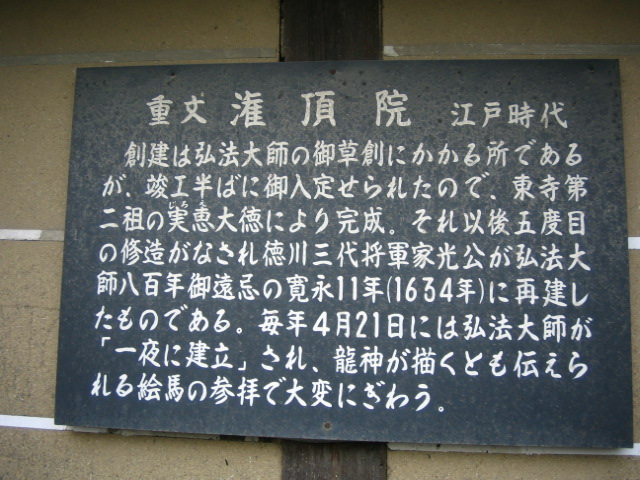 重文 潅頂院 江戸時代
創建は弘法大師の御草創にかかる所である
が、竣工半ばに御入定せられたので、東寺第
二祖の実恵大徳により完成。それ以後五度目
の修造がなされ徳川三代将軍家光公が弘法大
師八百年御遠忌の寛永11年(1634年)に再建し
たものである。毎年4月21日には弘法大師が
「一夜に建立」され、龍神が描くとも伝えら
れる絵馬の参拝で大変にぎわう。